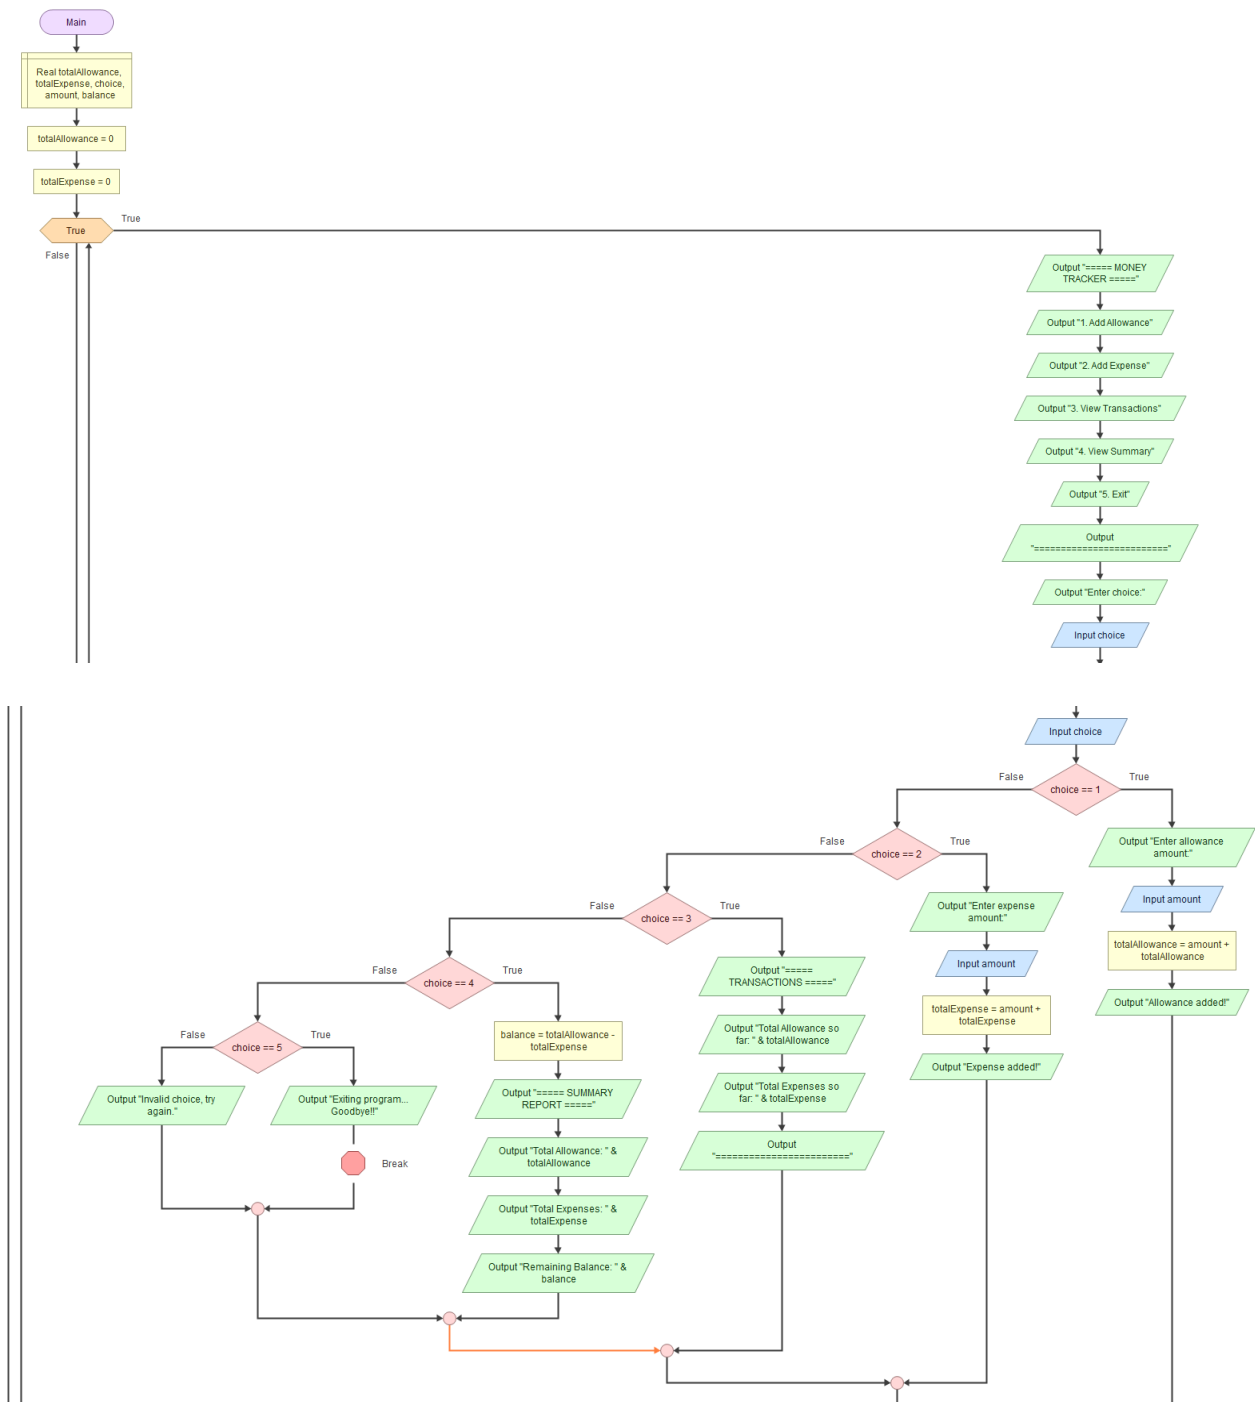 Main
Real totalAllowance,
totalExpense, choice,
amount, balance
totalAllowance = 0
totalExpense = 0
True
True
False
Output "===== MONEY
TRACKER ====="
Output "1. Add Allowance"
Output "2. Add Expense"
Output "3. View Transactions"
Output "4. View Summary"
Output "5. Exit"
Output
"========================="
Output "Enter choice:"
Input choice
Input choice
False
True
choice == 1
False
True
choice == 2
Output "Enter allowance
amount:"
False
True
choice == 3
Output "Enter expense
amount:"
Input amount
False
True
choice == 4
Output "=====
TRANSACTIONS ====="
Input amount
totalAllowance = amount +
totalAllowance
False
True
choice == 5
balance = totalAllowance -
totalExpense
Output "Total Allowance so
far: " & totalAllowance
totalExpense = amount +
totalExpense
Output "Allowance added!"
Output "Invalid choice, try
again."
Output "Exiting program...
Goodbye!!"
Output "===== SUMMARY
REPORT ====="
Output "Total Expenses so
far: " & totalExpense
Output "Expense added!"
Break
Output "Total Allowance: " &
totalAllowance
Output
"========================="
Output "Total Expenses: " &
totalExpense
Output "Remaining Balance: " &
balance